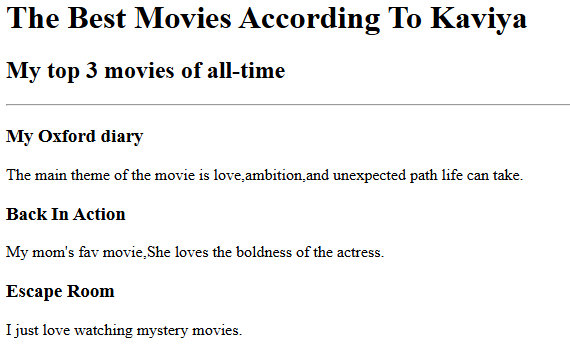 The Best Movies According To Kaviya
My top 3 movies of all-time
My Oxford diary
The main theme of the movie is love,ambition,and unexpected path life can take.
Back In Action
My mom's fav movie,She loves the boldness of the actress.
Escape Room
I just love watching mystery movies.